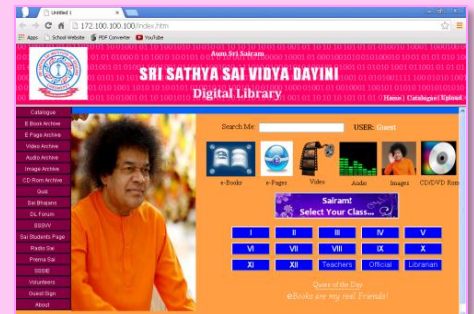 Untitled 1
172.100.100.100/index.htm
Apps School Website PDF Converter YouTube
Aum Sri Sairam
SRI SATHYA SAI VIDYA DAYINI
Digital Library
Home | Catalogue | Upload
Catalogue
E Book Archive
E Page Archive
Video Archive
Audio Archive
Image Archive
CD Rom Archive
Quiz
Sai Bhajans
DL Forum
SSSVV
Sai Students Page
Radio Sai
Prema Sai
SSSIE
Volunteers
Guest Sign
About
Search Me USER: Guest
e-Books e-Pages Video Audio Images CD/DVD Rom
Sairam!
Select Your Class...
I II III IV V
VI VII VIII IX X
XI XII Teachers Official Librarian
Quote of the Day
eBooks are my real Friends!